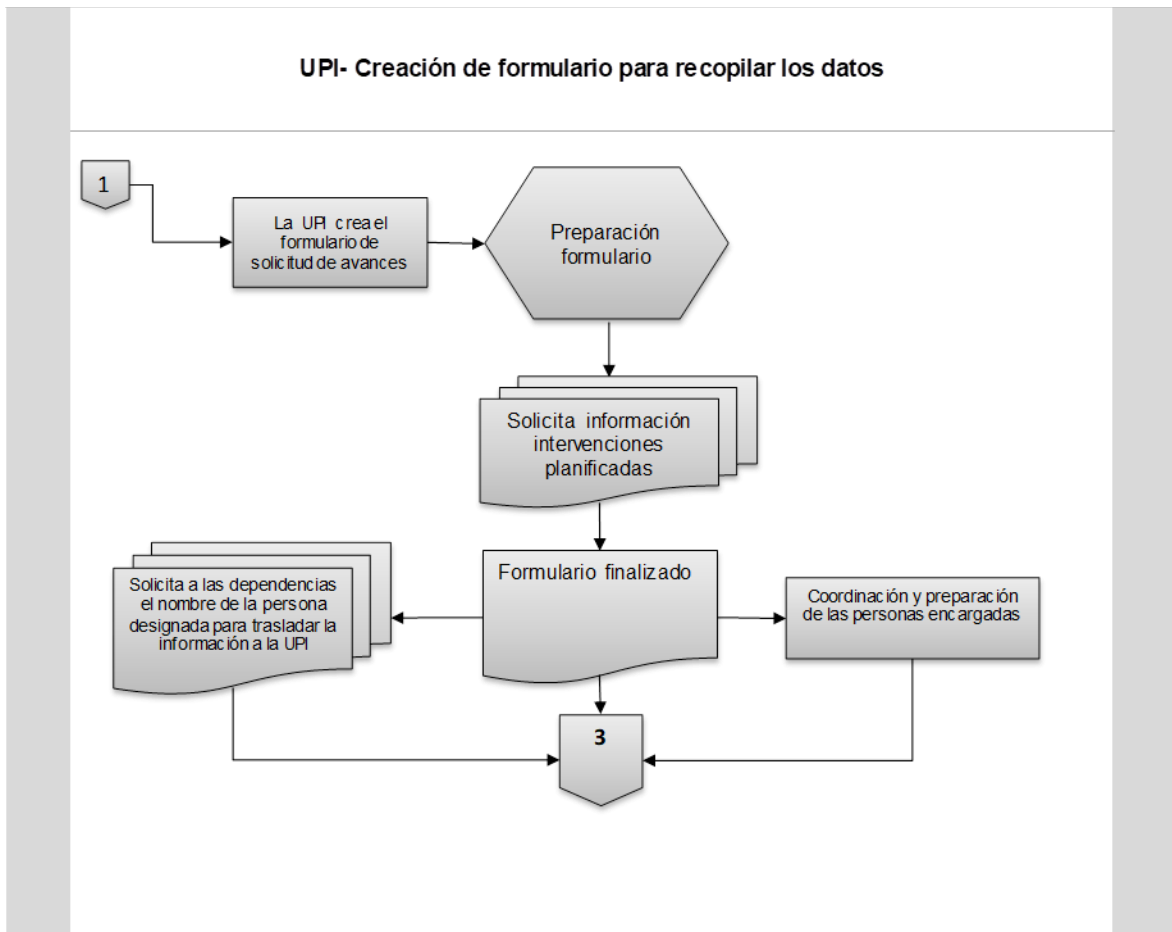 UPI- Creación de formulario para recopilar los datos
1
La UPI crea el
formulario de
solicitud de avances
Preparación
formulario
Solicita información
intervenciones
planificadas
Formulario finalizado
Solicita a las dependencias
el nombre de la persona
designada para trasladar la
información a la UPI
Coordinación y preparación
de las personas encargadas
3